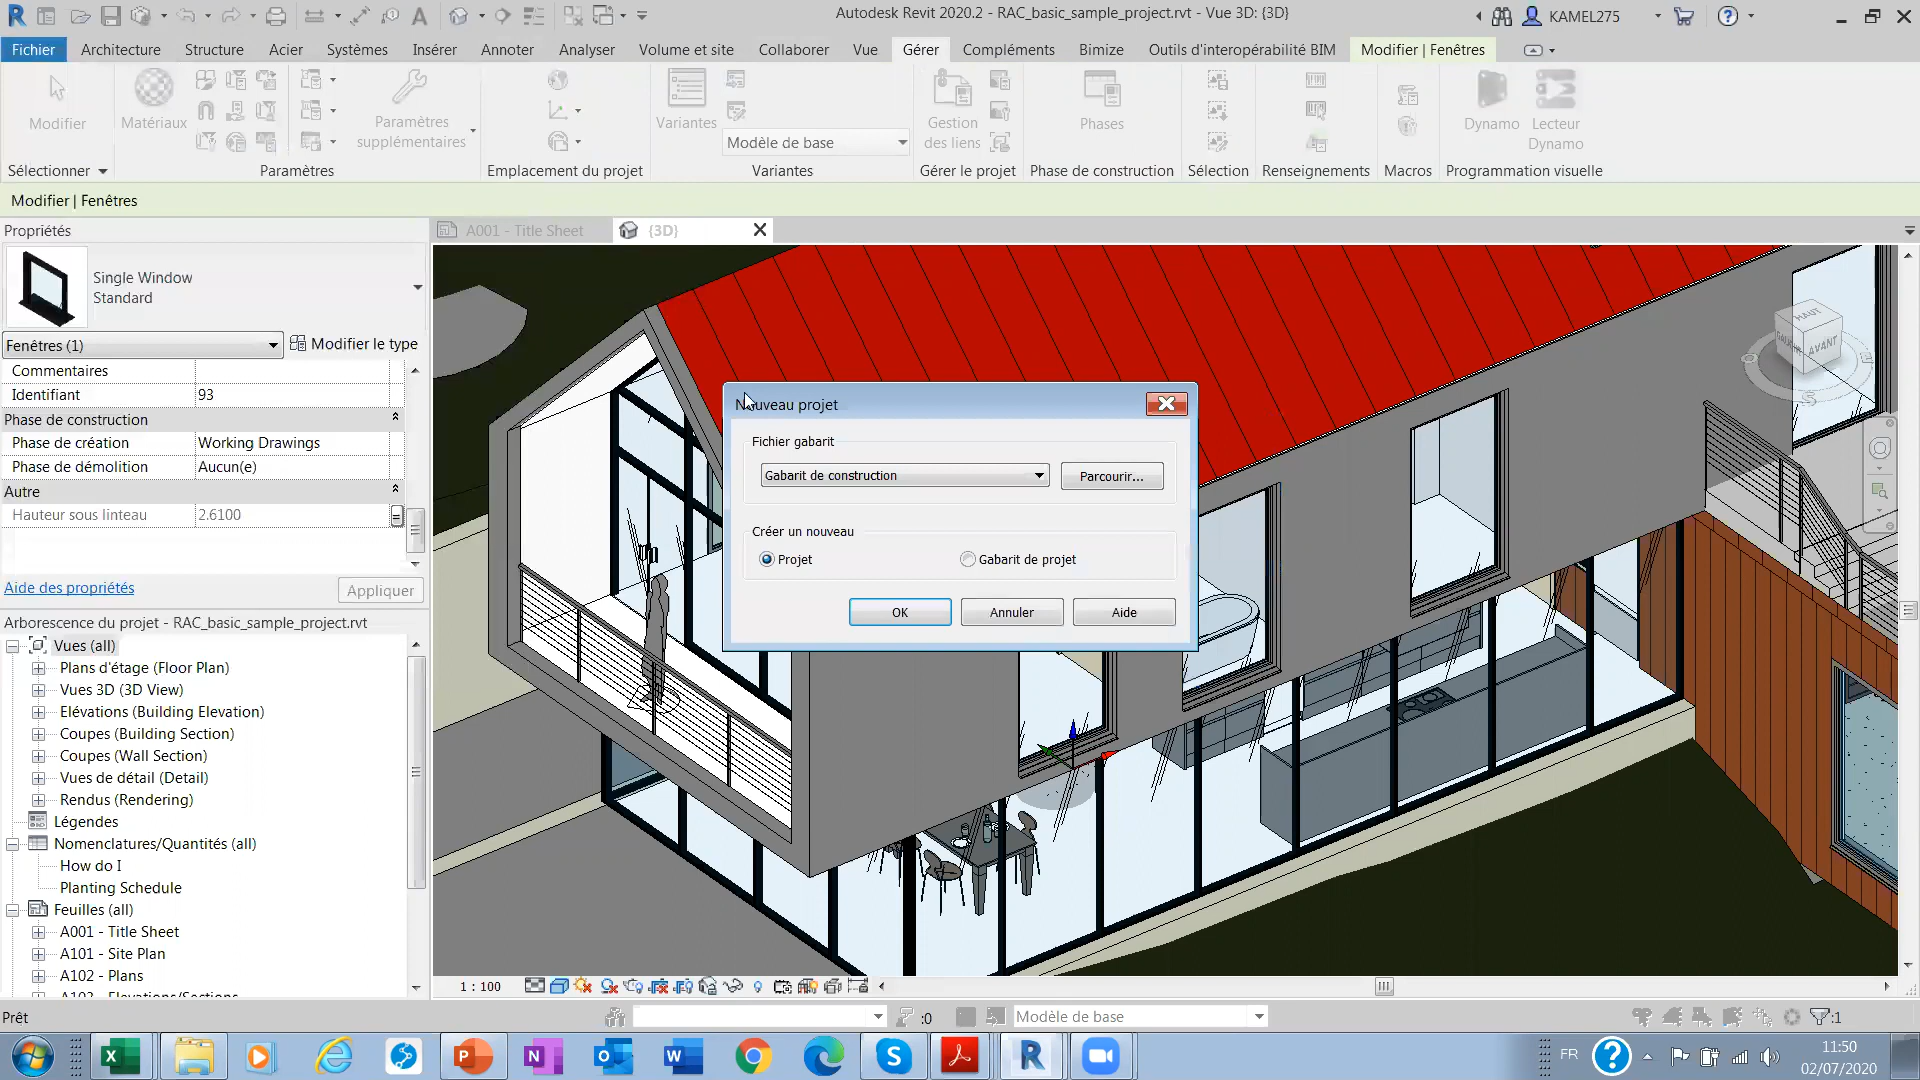 Autodesk Revit 2020.2 - RAC_basic_sample_project.rvt - Vue 3D: {3D}
KAMEL275
Fichier Architecture Structure Acier Systèmes Insérer Annoter Analyser Volume et site Collaborer Vue Gérer Compléments Bimize Outils d'interopérabilité BIM Modifier | Fenêtres
Modifier
Matériaux
Paramètres
supplémentaires
Variantes
Modèle de base
Gestion
des liens
Phases
Dynamo
Lecteur
Dynamo
Sélectionner Paramètres Emplacement du projet Variantes Gérer le projet Phase de construction Sélection Renseignements Macros Programmation visuelle
Modifier | Fenêtres
Propriétés
A001 - Title Sheet
{3D}
Single Window
Standard
Fenêtres (1)
Modifier le type
Commentaires
Identifiant 93
Phase de construction
Phase de création Working Drawings
Phase de démolition Aucun(e)
Autre
Hauteur sous linteau 2.6100
Aide des propriétés
Appliquer
Arborescence du projet - RAC_basic_sample_project.rvt
Vues (all)
Plans d'étage (Floor Plan)
Vues 3D (3D View)
Elévations (Building Elevation)
Coupes (Building Section)
Coupes (Wall Section)
Vues de détail (Detail)
Rendus (Rendering)
Légendes
Nomenclatures/Quantités (all)
How do I
Planting Schedule
Feuilles (all)
A001 - Title Sheet
A101 - Site Plan
A102 - Plans
A103 - Elevations/Sections
Nouveau projet
Fichier gabarit
Gabarit de construction
Parcourir...
Créer un nouveau
Projet
Gabarit de projet
OK
Annuler
Aide
HAUT
AVANT
S
1 : 100
Prêt
:0
Modèle de base
:1
FR
11:50
02/07/2020